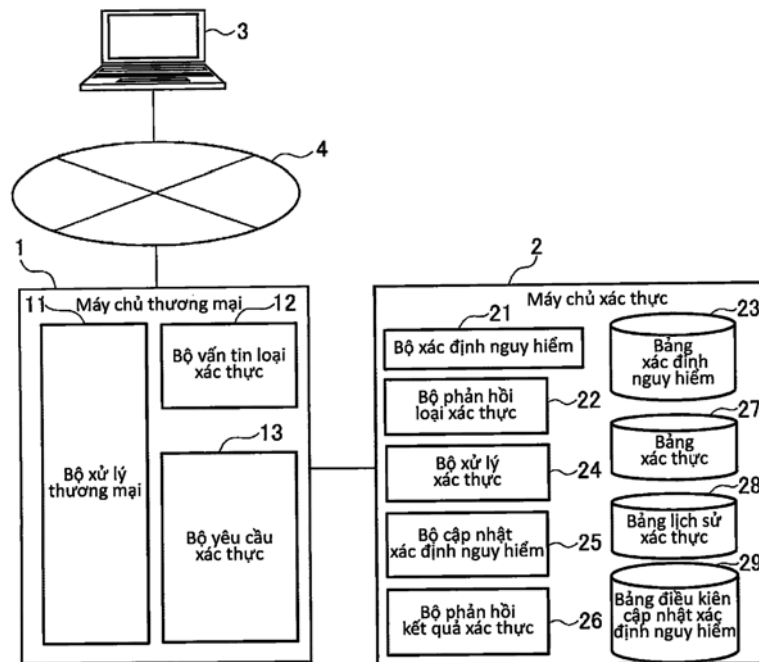 3
4
1
2
Máy chủ thương mại
11
12
Bộ vấn tin loại
xác thực
13
Bộ xử lý
thương mại
Bộ yêu cầu
xác thực
Máy chủ xác thực
21
Bộ xác định nguy hiểm
Bộ phản hồi
loại xác thực
22
Bộ xử lý
xác thực
24
Bộ cập nhật
xác định nguy hiểm
25
Bộ phản hồi
kết quả xác thực
26
23
Bảng
xác đinh
nguy hiểm
27
Bảng
xác thực
28
Bảng lịch sử
xác thực
29
Bảng điều kiên
cập nhật xác
định nguy hiểm